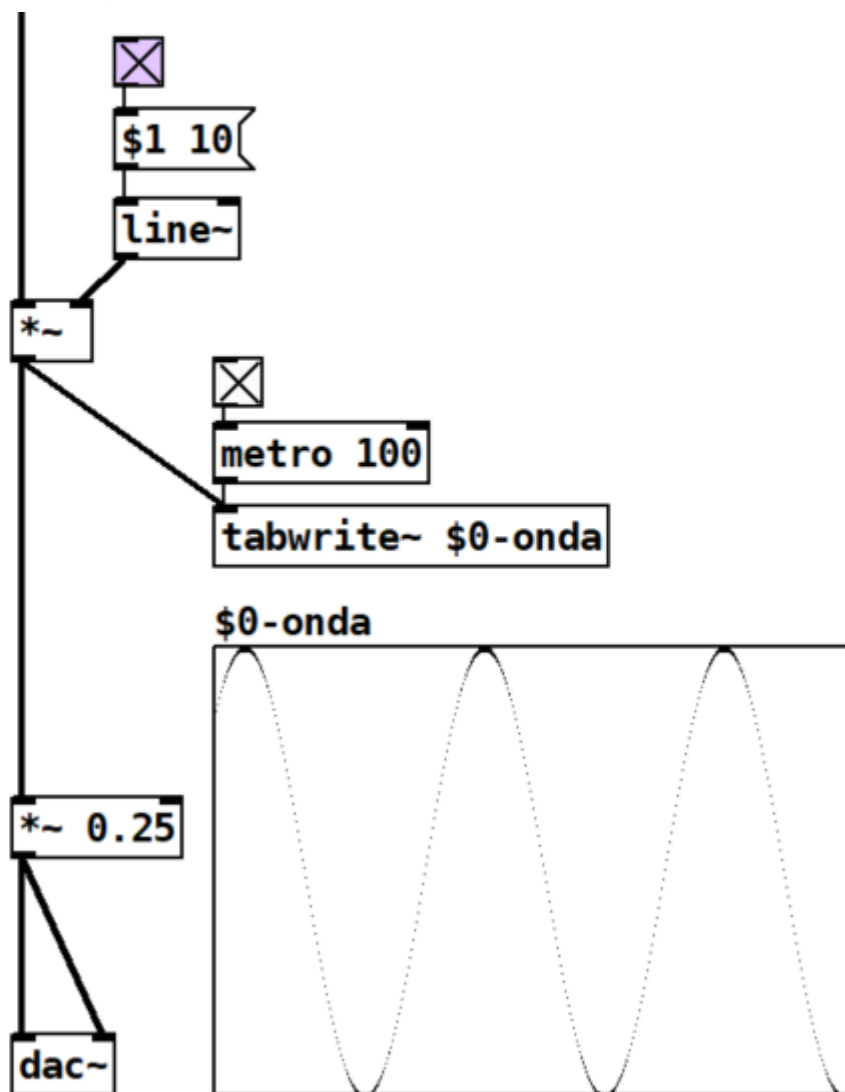 $1 10
line~
*~
metro 100
tabwrite~ $0-onda
$0-onda
*~ 0.25
dac~